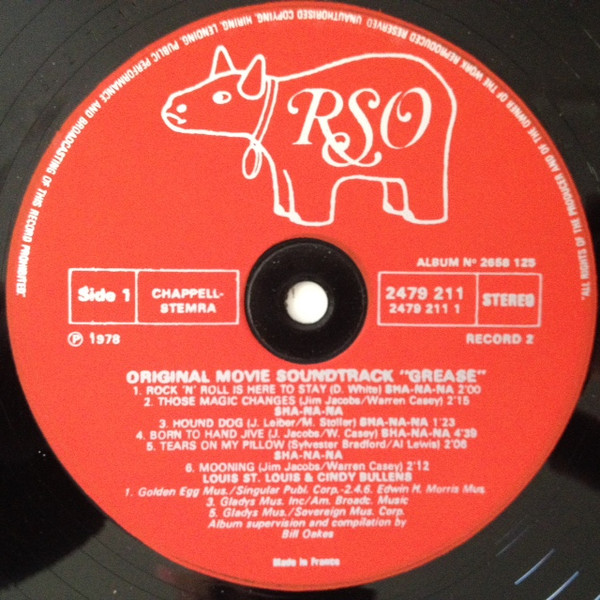 ALL RIGHTS OF THE PRODUCER AND OF THE OWNER OF THE WORK REPRODUCED RESERVED. UNAUTHORISED COPYING, HIRING, LENDING, PUBLIC PERFORMANCE AND BROADCASTING OF THIS RECORD PROHIBITED.
RSO
ALBUM Nº 2658 125
Side 1
CHAPPELL-
STEMRA
2479 211
2479 211 1
STEREO
℗ 1978
RECORD 2
ORIGINAL MOVIE SOUNDTRACK "GREASE"
1. ROCK 'N' ROLL IS HERE TO STAY (D. White) SHA-NA-NA 2'00
2. THOSE MAGIC CHANGES (Jim Jacobs/Warren Casey) 2'15
SHA-NA-NA
3. HOUND DOG (J. Leiber/M. Stoller) SHA-NA-NA 1'23
4. BORN TO HAND JIVE (J. Jacobs/W. Casey) SHA-NA-NA 4'39
5. TEARS ON MY PILLOW (Sylvester Bradford/Al Lewis) 2'06
SHA-NA-NA
6. MOONING (Jim Jacobs/Warren Casey) 2'12
LOUIS ST. LOUIS & CINDY BULLENS
1. Golden Egg Mus./Singular Publ. Corp.-2.4.6. Edwin H. Morris Mus.
3. Gladys Mus. Inc/Am. Broadc. Music
5. Gladys Mus./Sovereign Mus. Corp.
Album supervision and compilation by
Bill Oakes
Made in France